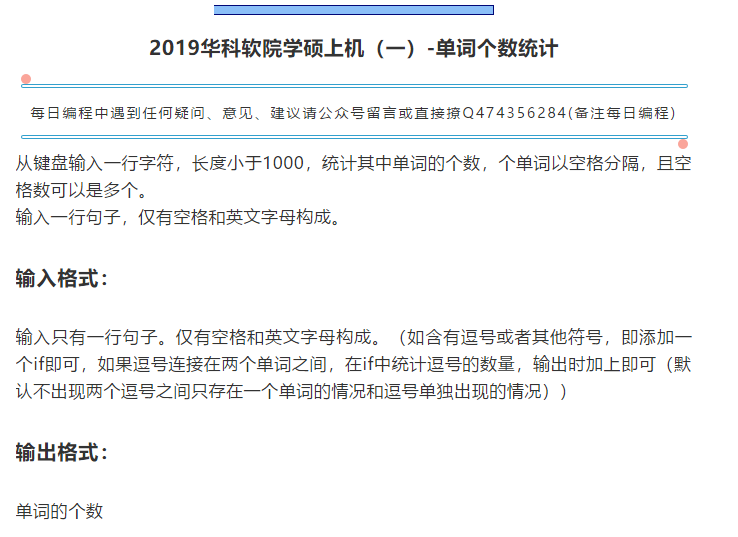 2019华科软院学硕上机（一）-单词个数统计
每日编程中遇到任何疑问、意见、建议请公众号留言或直接撩Q474356284(备注每日编程)
从键盘输入一行字符，长度小于1000，统计其中单词的个数，个单词以空格分隔，且空
格数可以是多个。
输入一行句子，仅有空格和英文字母构成。
输入格式：
输入只有一行句子。仅有空格和英文字母构成。（如含有逗号或者其他符号，即添加一
个if即可，如果逗号连接在两个单词之间，在if中统计逗号的数量，输出时加上即可（默
认不出现两个逗号之间只存在一个单词的情况和逗号单独出现的情况））
输出格式：
单词的个数